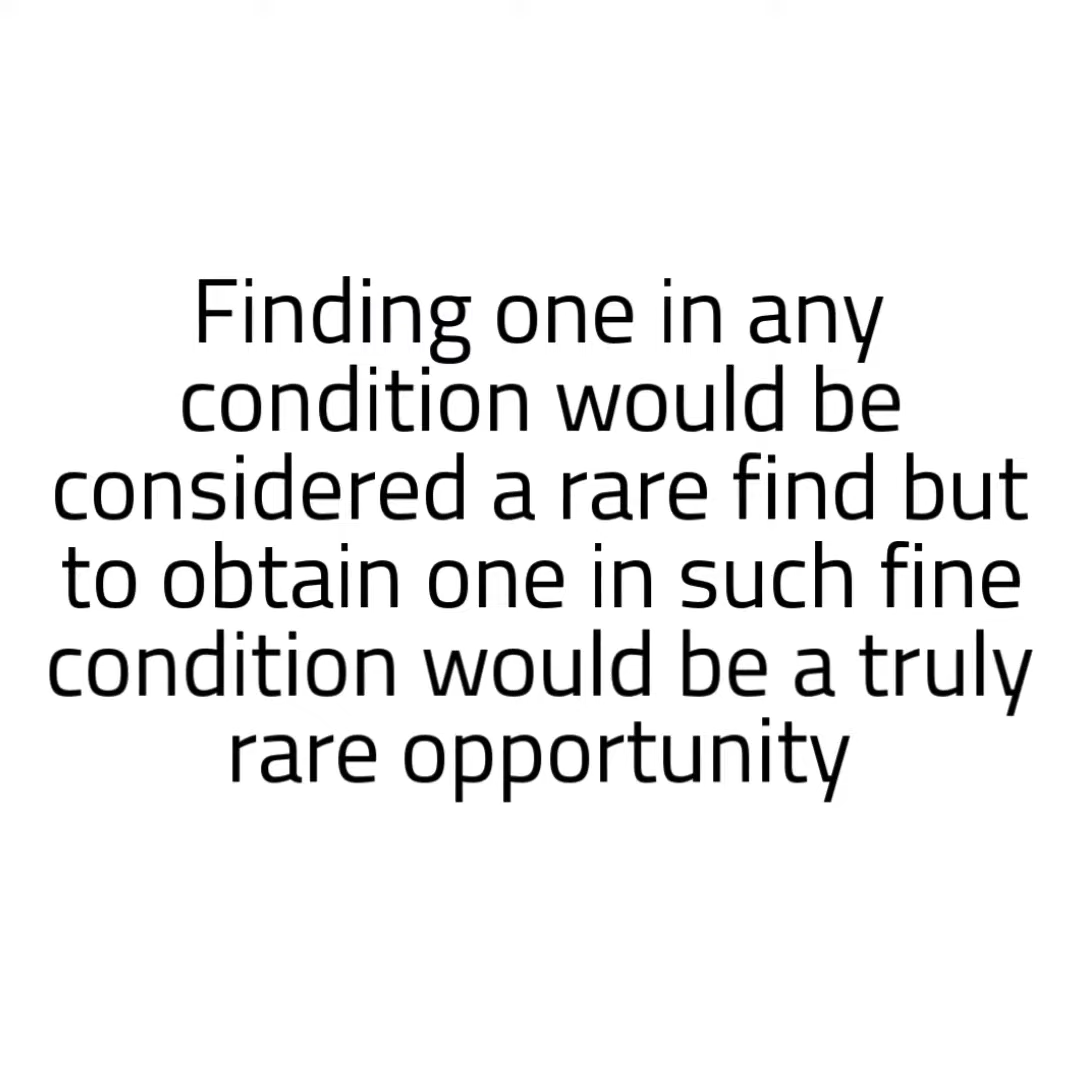 Finding one in any
condition would be
considered a rare find but
to obtain one in such fine
condition would be a truly
rare opportunity